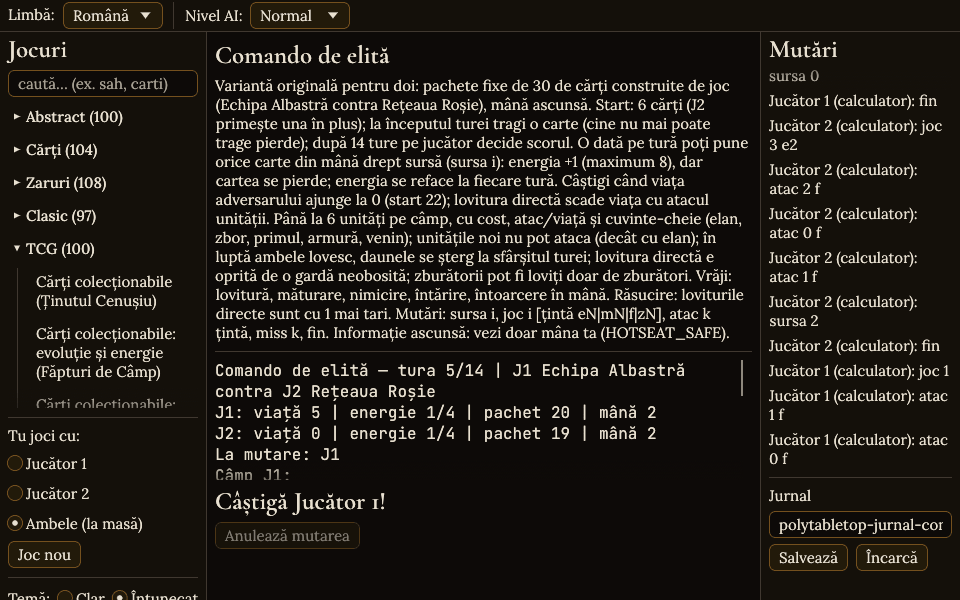 Limbă: Română ▼ Nivel AI: Normal ▼
Jocuri
caută... (ex. sah, carti)
▸ Abstract (100)
▸ Cărți (104)
▸ Zaruri (108)
▸ Clasic (97)
▾ TCG (100)
Cărți colecționabile
(Ținutul Cenușiu)
Cărți colecționabile:
evoluție și energie
(Făpturi de Câmp)
Cărți colecționabile:
Tu joci cu:
Jucător 1
Jucător 2
Ambele (la masă)
Joc nou
Temă: Clar Întunecat
Comando de elită
Variantă originală pentru doi: pachete fixe de 30 de cărți construite de joc
(Echipa Albastră contra Rețeaua Roșie), mână ascunsă. Start: 6 cărți (J2
primește una în plus); la începutul turei tragi o carte (cine nu mai poate
trage pierde); după 14 ture pe jucător decide scorul. O dată pe tură poți pune
orice carte din mână drept sursă (sursa i): energia +1 (maximum 8), dar
cartea se pierde; energia se reface la fiecare tură. Câștigi când viața
adversarului ajunge la 0 (start 22); lovitura directă scade viața cu atacul
unității. Până la 6 unități pe câmp, cu cost, atac/viață și cuvinte-cheie (elan,
zbor, primul, armură, venin); unitățile noi nu pot ataca (decât cu elan); în
luptă ambele lovesc, daunele se șterg la sfârșitul turei; lovitura directă e
oprită de o gardă neobosită; zburătorii pot fi loviți doar de zburători. Vrăji:
lovitură, măturare, nimicire, întărire, întoarcere în mână. Răsucire: loviturile
directe sunt cu 1 mai tari. Mutări: sursa i, joc i [țintă eN|mN|f|zN], atac k
țintă, miss k, fin. Informație ascunsă: vezi doar mâna ta (HOTSEAT_SAFE).
Comando de elită — tura 5/14 | J1 Echipa Albastră
contra J2 Rețeaua Roșie
J1: viață 5 | energie 1/4 | pachet 20 | mână 2
J2: viață 0 | energie 1/4 | pachet 19 | mână 2
La mutare: J1
Câmp J1:
Câștigă Jucător 1!
Anulează mutarea
Mutări
sursa 0
Jucător 1 (calculator): fin
Jucător 2 (calculator): joc
3 e2
Jucător 2 (calculator):
atac 2 f
Jucător 2 (calculator):
atac 0 f
Jucător 2 (calculator):
atac 1 f
Jucător 2 (calculator):
sursa 2
Jucător 2 (calculator): fin
Jucător 1 (calculator): joc 1
Jucător 1 (calculator): atac
1 f
Jucător 1 (calculator): atac
0 f
Jurnal
polytabletop-jurnal-cor
Salvează Încarcă